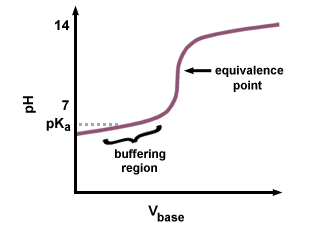 14
equivalence
point
pH
7
pKa
buffering
region
Vbase